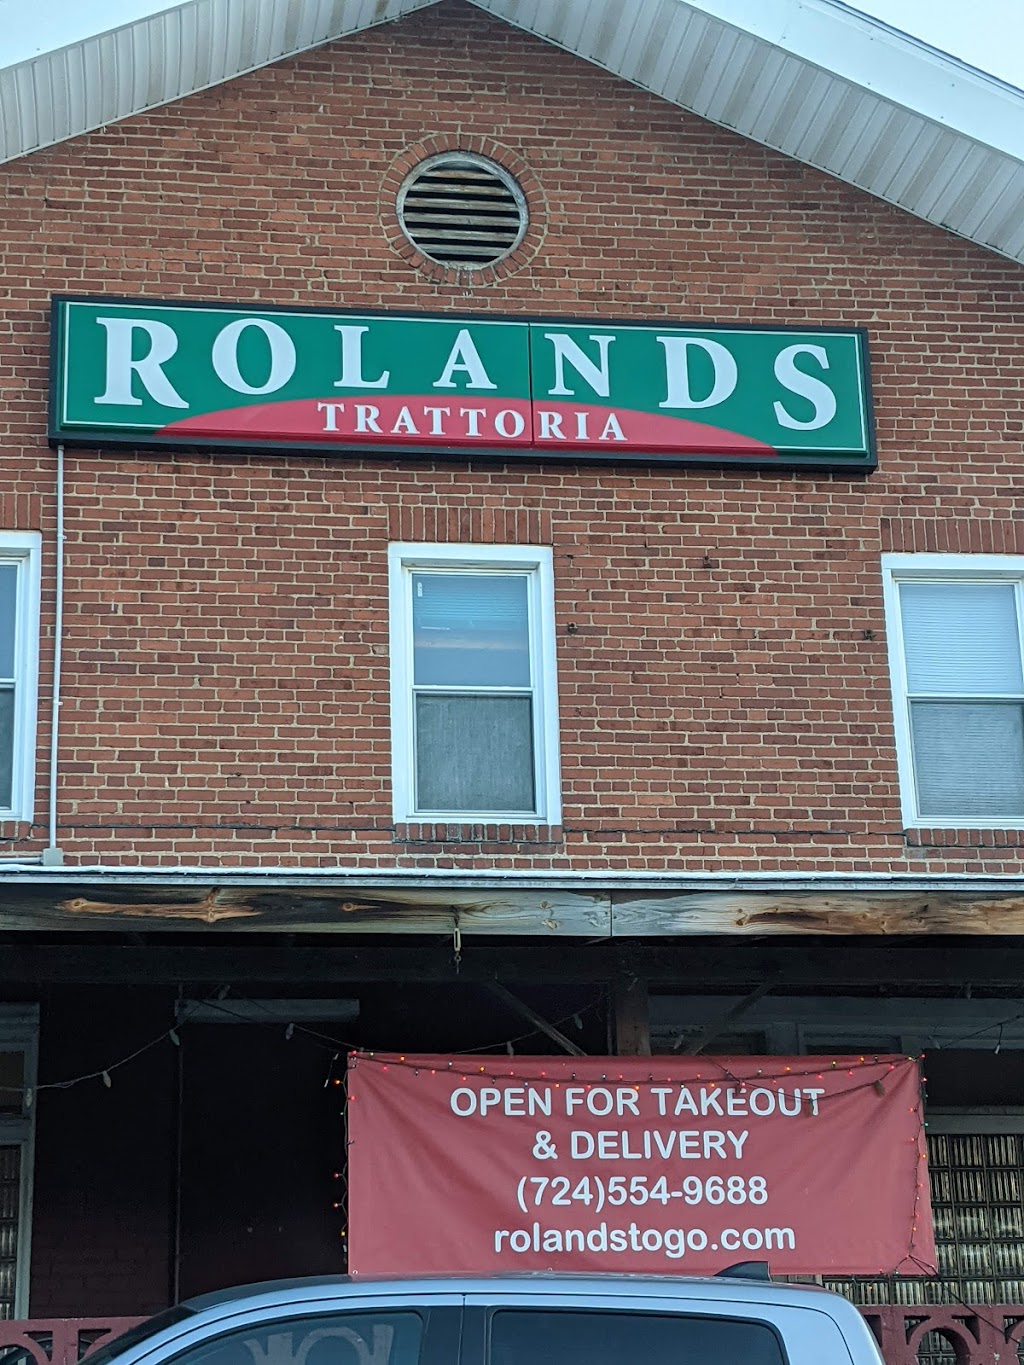 ROLANDS
TRATTORIA
OPEN FOR TAKEOUT
& DELIVERY
(724)554-9688
rolandstogo.com